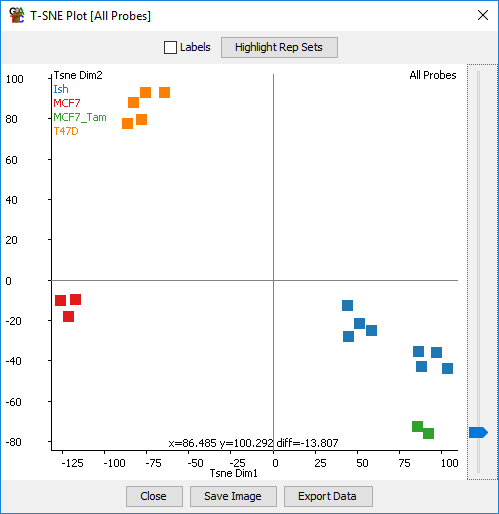 T-SNE Plot [All Probes]
Labels
Highlight Rep Sets
Tsne Dim2
All Probes
Ish
MCF7
MCF7_Tam
T47D
100
80
60
40
20
0
-20
-40
-60
-80
x=86.485 y=100.292 diff=-13.807
-125 -100 -75 -50 -25 0 25 50 75 100
Tsne Dim1
Close
Save Image
Export Data